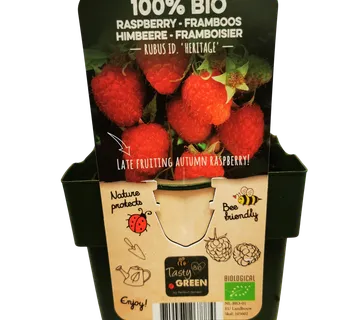 100% BIO
RASPBERRY - FRAMBOOS
HIMBEERE - FRAMBOISIER
RUBUS ID. 'HERITAGE'
LATE FRUITING AUTUMN RASPBERRY!
Nature
protects
Bee
friendly
Tasty
GREEN
BIOLOGICAL
Enjoy!